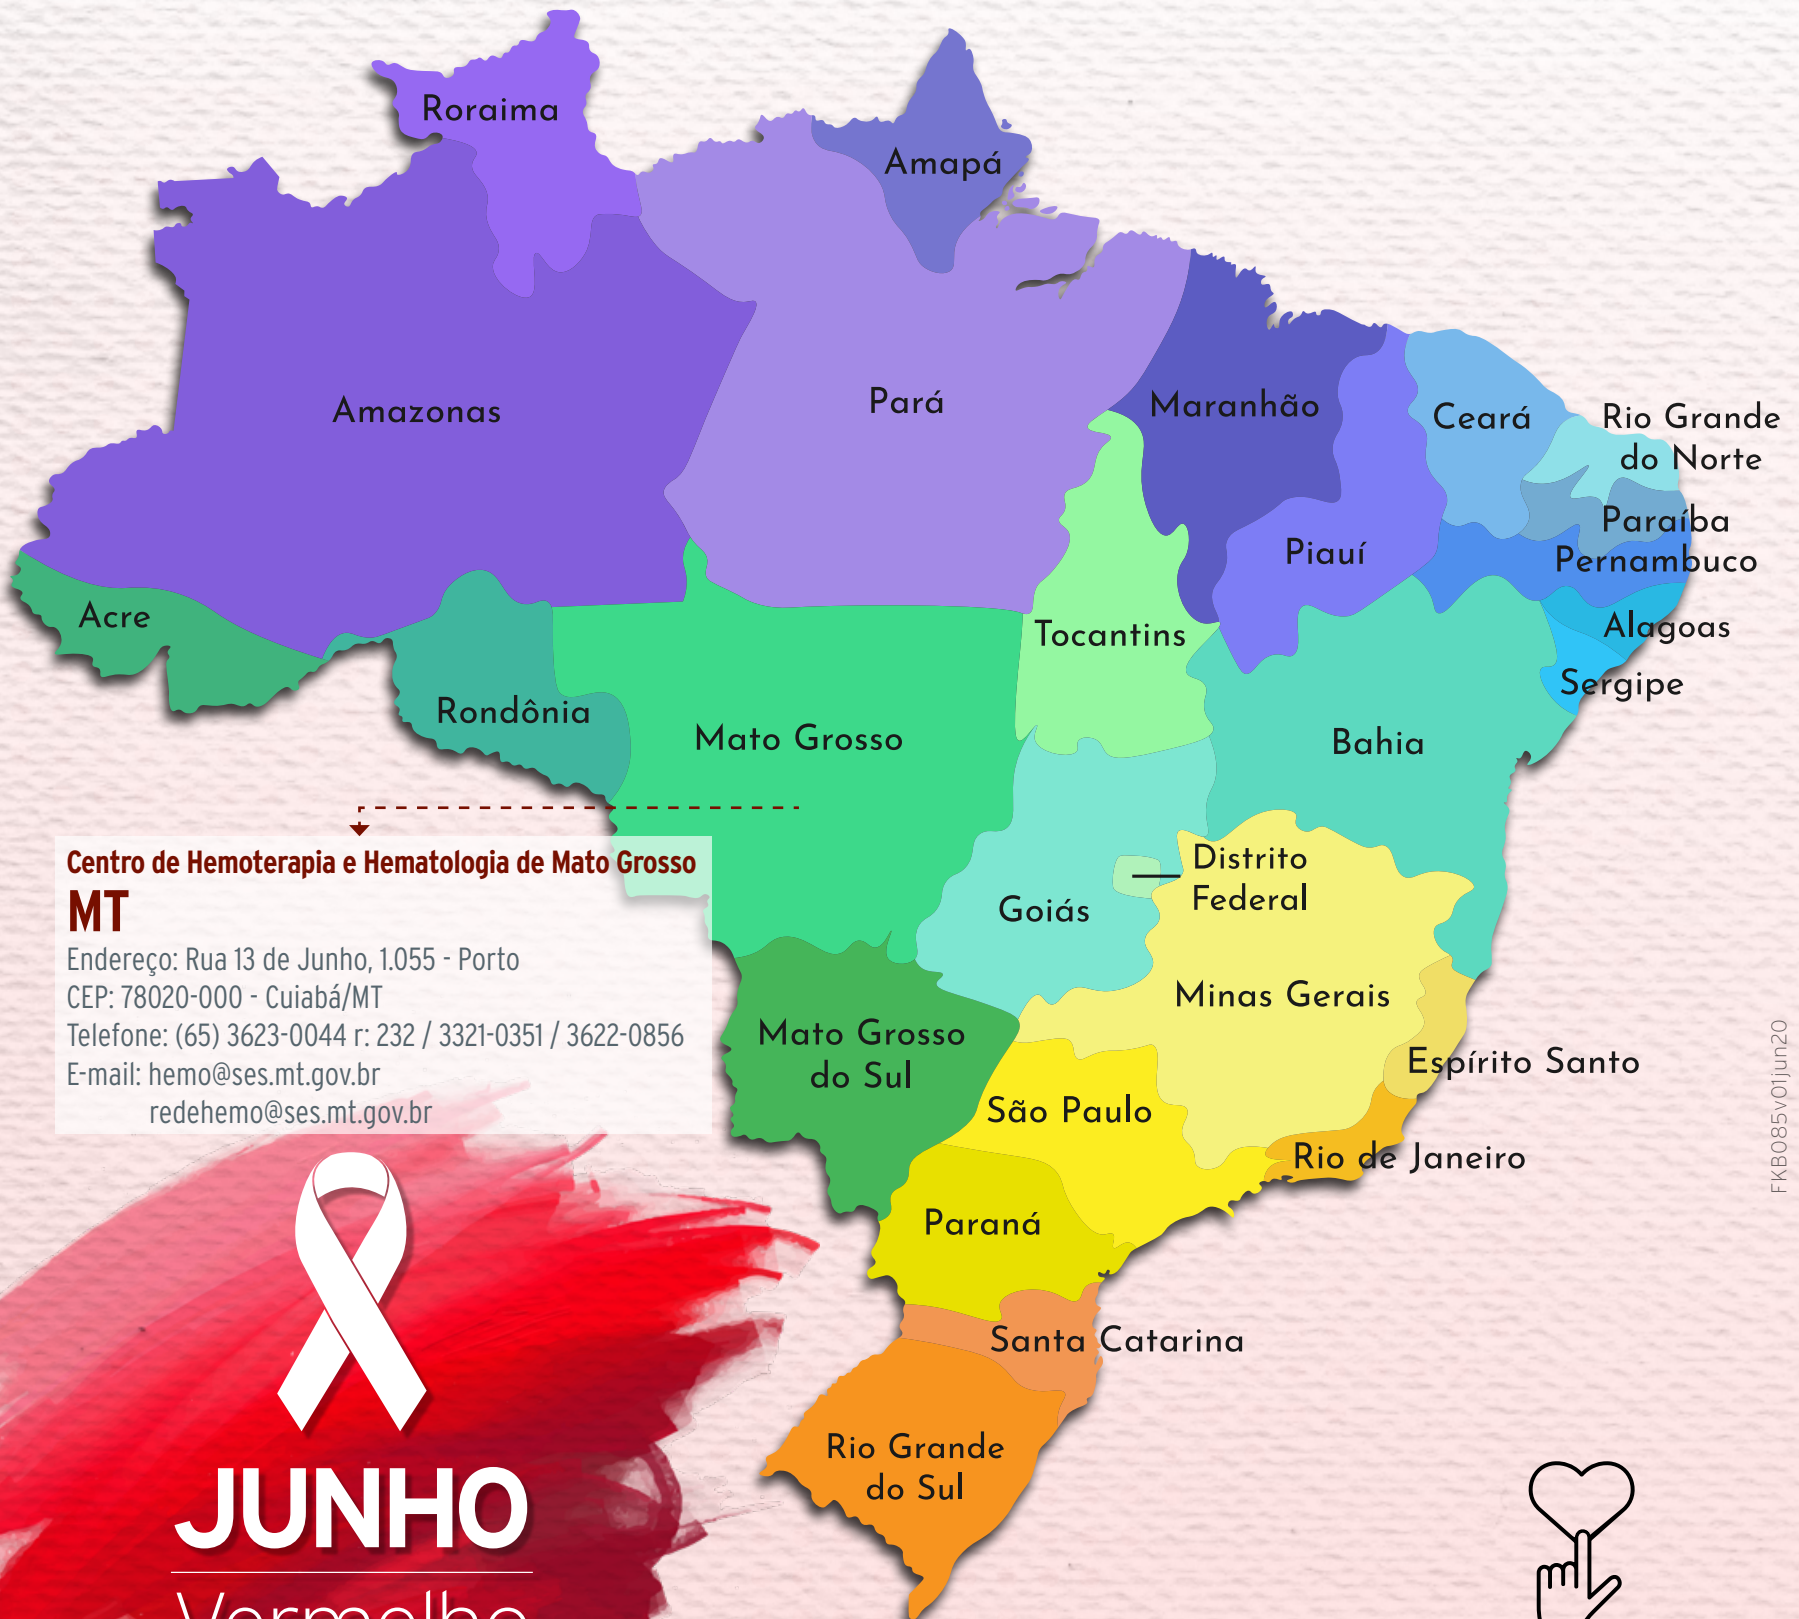 Roraima
Amapá
Amazonas
Pará
Maranhão
Ceará
Rio Grande
do Norte
Paraíba
Piauí
Pernambuco
Acre
Tocantins
Alagoas
Sergipe
Rondônia
Mato Grosso
Bahia
Distrito
Federal
Goiás
Minas Gerais
Centro de Hemoterapia e Hematologia de Mato Grosso
MT
Endereço: Rua 13 de Junho, 1.055 - Porto
CEP: 78020-000 - Cuiabá/MT
Telefone: (65) 3623-0044 r: 232 / 3321-0351 / 3622-0856
E-mail: hemo@ses.mt.gov.br
redehemo@ses.mt.gov.br
Mato Grosso
do Sul
Espírito Santo
São Paulo
Rio de Janeiro
Paraná
Santa Catarina
Rio Grande
do Sul
FKB085v01jun20
JUNHO
Vermelho